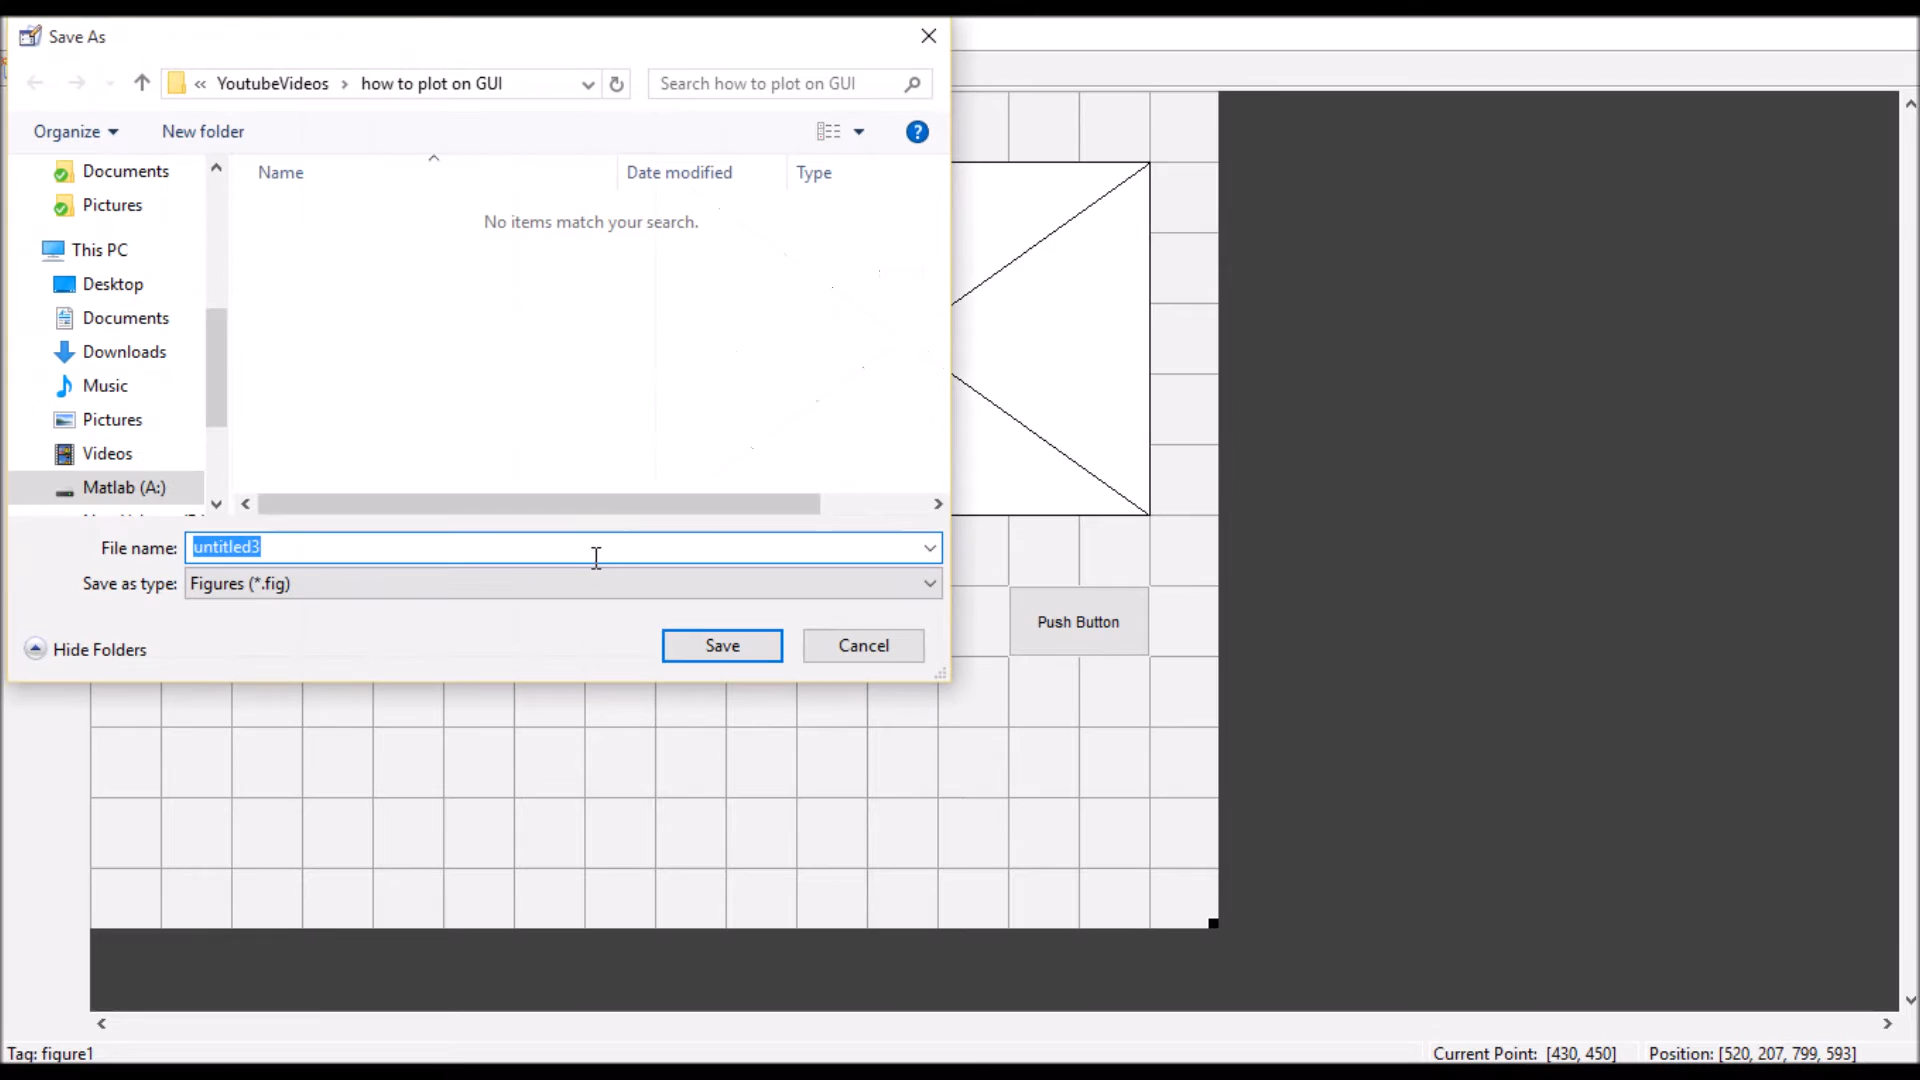 Save As
« YoutubeVideos > how to plot on GUI
Search how to plot on GUI
Organize
New folder
?
Documents
Pictures
This PC
Desktop
Documents
Downloads
Music
Pictures
Videos
Matlab (A:)
Name
Date modified
Type
No items match your search.
File name:
untitled3
Save as type:
Figures (*.fig)
Hide Folders
Save
Cancel
Push Button
Tag: figure1
Current Point: [430, 450]
Position: [520, 207, 799, 593]